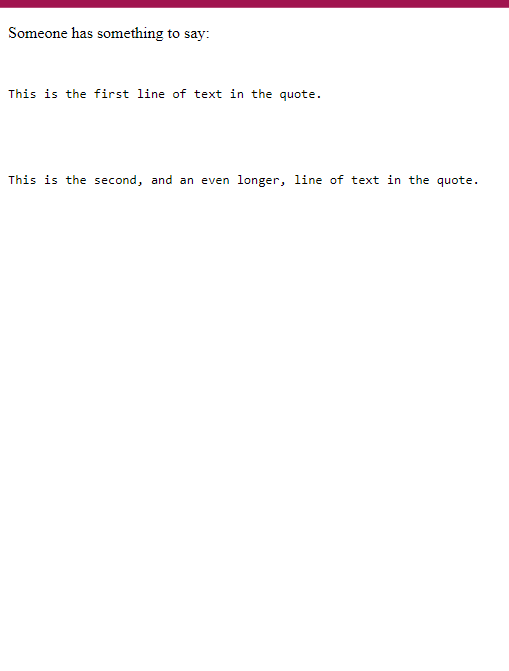 Someone has something to say:
This is the first line of text in the quote.
This is the second, and an even longer, line of text in the quote.